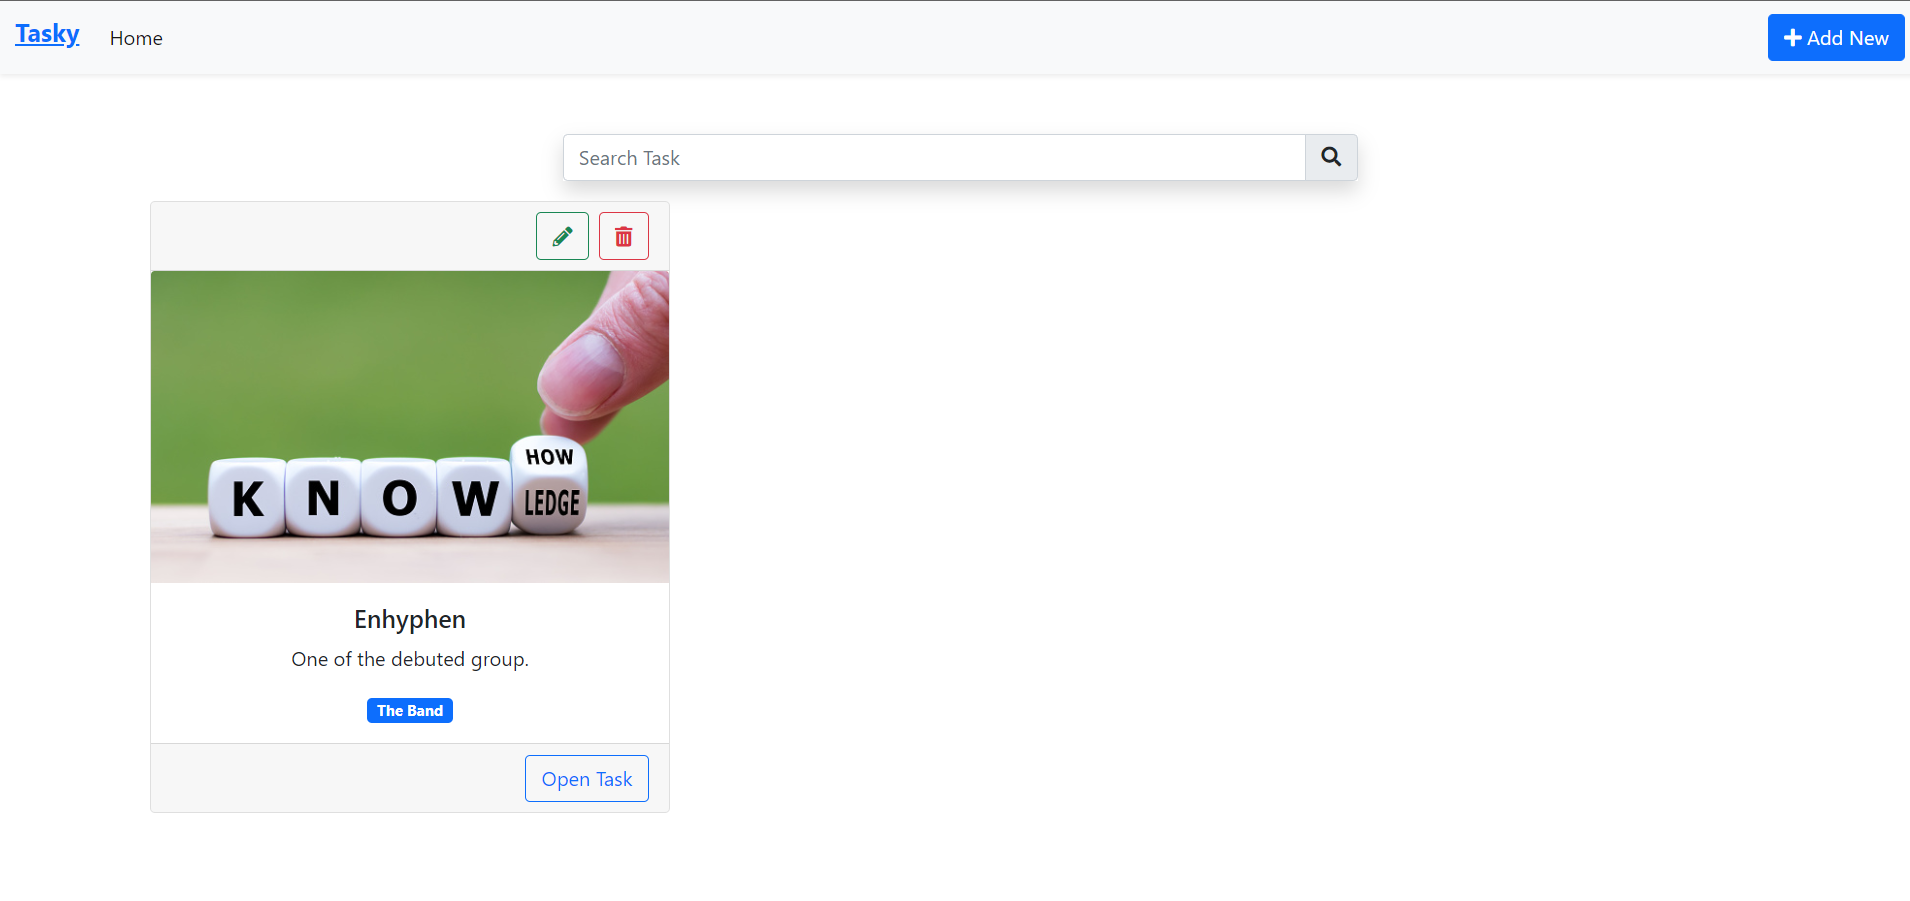 Tasky
Home
Add New
Search Task
K N O W
HOW
LEDGE
Enhyphen
One of the debuted group.
The Band
Open Task